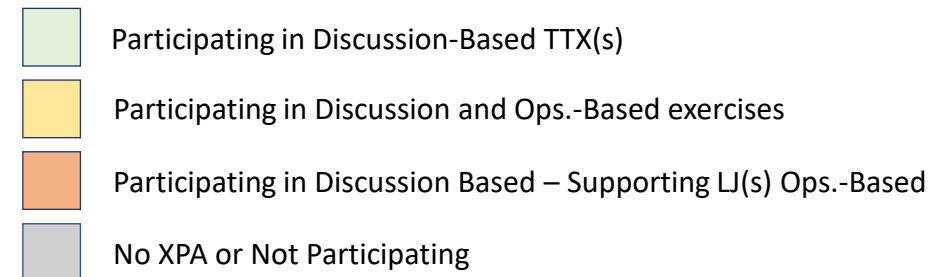 Participating in Discussion-Based TTX(s)
Participating in Discussion and Ops.-Based exercises
Participating in Discussion Based – Supporting LJ(s) Ops.-Based
No XPA or Not Participating